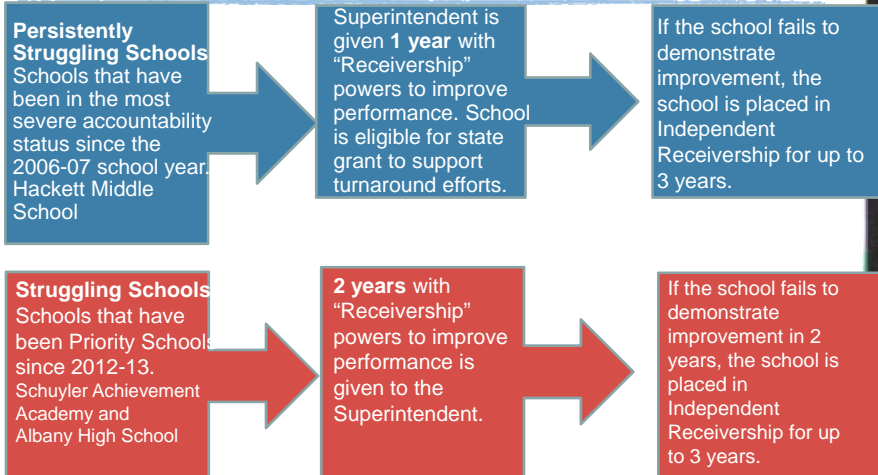 Persistently
Struggling Schools
Schools that have
been in the most
severe accountability
status since the
2006-07 school year.
Hackett Middle
School
Superintendent is
given 1 year with
“Receivership”
powers to improve
performance. School
is eligible for state
grant to support
turnaround efforts.
If the school fails to
demonstrate
improvement, the
school is placed in
Independent
Receivership for up to
3 years.
Struggling Schools
Schools that have
been Priority Schools
since 2012-13.
Schuyler Achievement
Academy and
Albany High School
2 years with
“Receivership”
powers to improve
performance is
given to the
Superintendent.
If the school fails to
demonstrate
improvement in 2
years, the school is
placed in
Independent
Receivership for up
to 3 years.